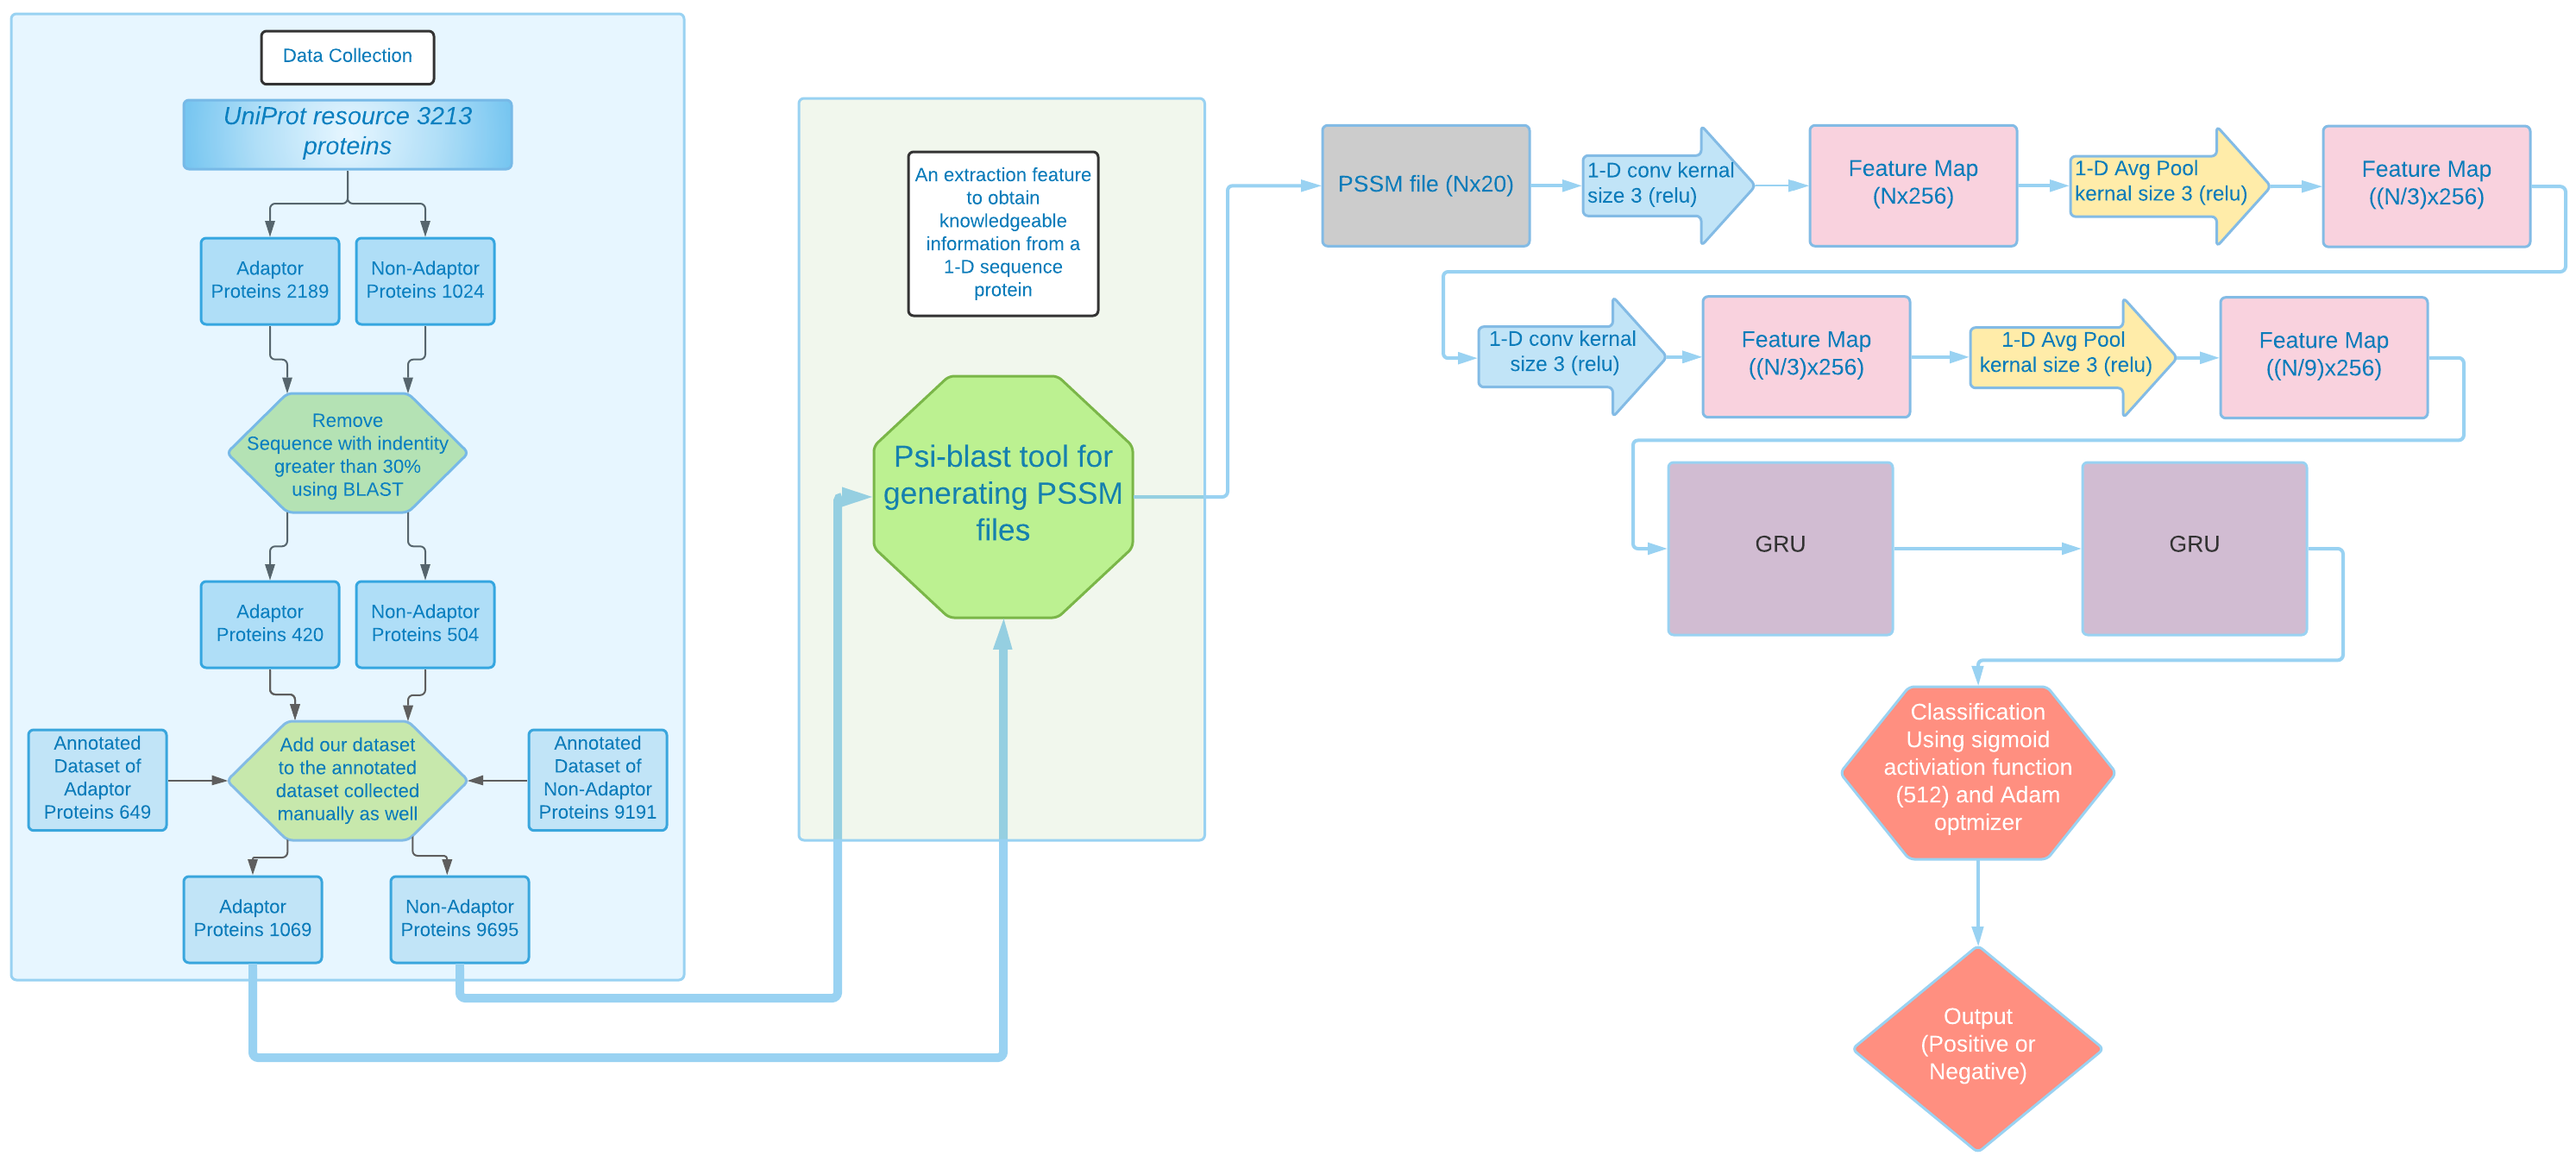 Data Collection
UniProt resource 3213
proteins
Adaptor
Proteins 2189
Non-Adaptor
Proteins 1024
Remove
Sequence with indentity
greater than 30%
using BLAST
Adaptor
Proteins 420
Non-Adaptor
Proteins 504
Annotated
Dataset of
Adaptor
Proteins 649
Add our dataset
to the annotated
dataset collected
manually as well
Annotated
Dataset of
Non-Adaptor
Proteins 9191
Adaptor
Proteins 1069
Non-Adaptor
Proteins 9695
An extraction feature
to obtain
knowledgeable
information from a
1-D sequence
protein
Psi-blast tool for
generating PSSM
files
PSSM file (Nx20)
1-D conv kernal
size 3 (relu)
Feature Map
(Nx256)
1-D Avg Pool
kernal size 3 (relu)
Feature Map
((N/3)x256)
1-D conv kernal
size 3 (relu)
Feature Map
((N/3)x256)
1-D Avg Pool
kernal size 3 (relu)
Feature Map
((N/9)x256)
GRU
GRU
Classification
Using sigmoid
activiation function
(512) and Adam
optmizer
Output
(Positive or
Negative)